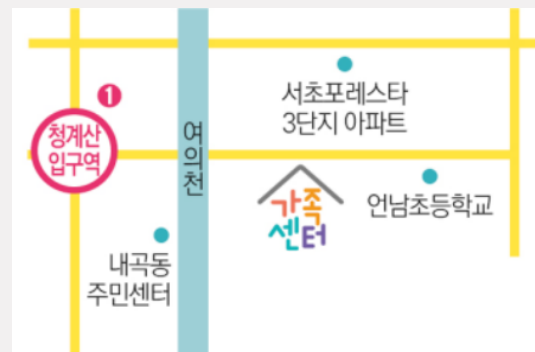 1
청계산
입구역
여의천
서초포레스타
3단지 아파트
가족
센터
언남초등학교
내곡동
주민센터